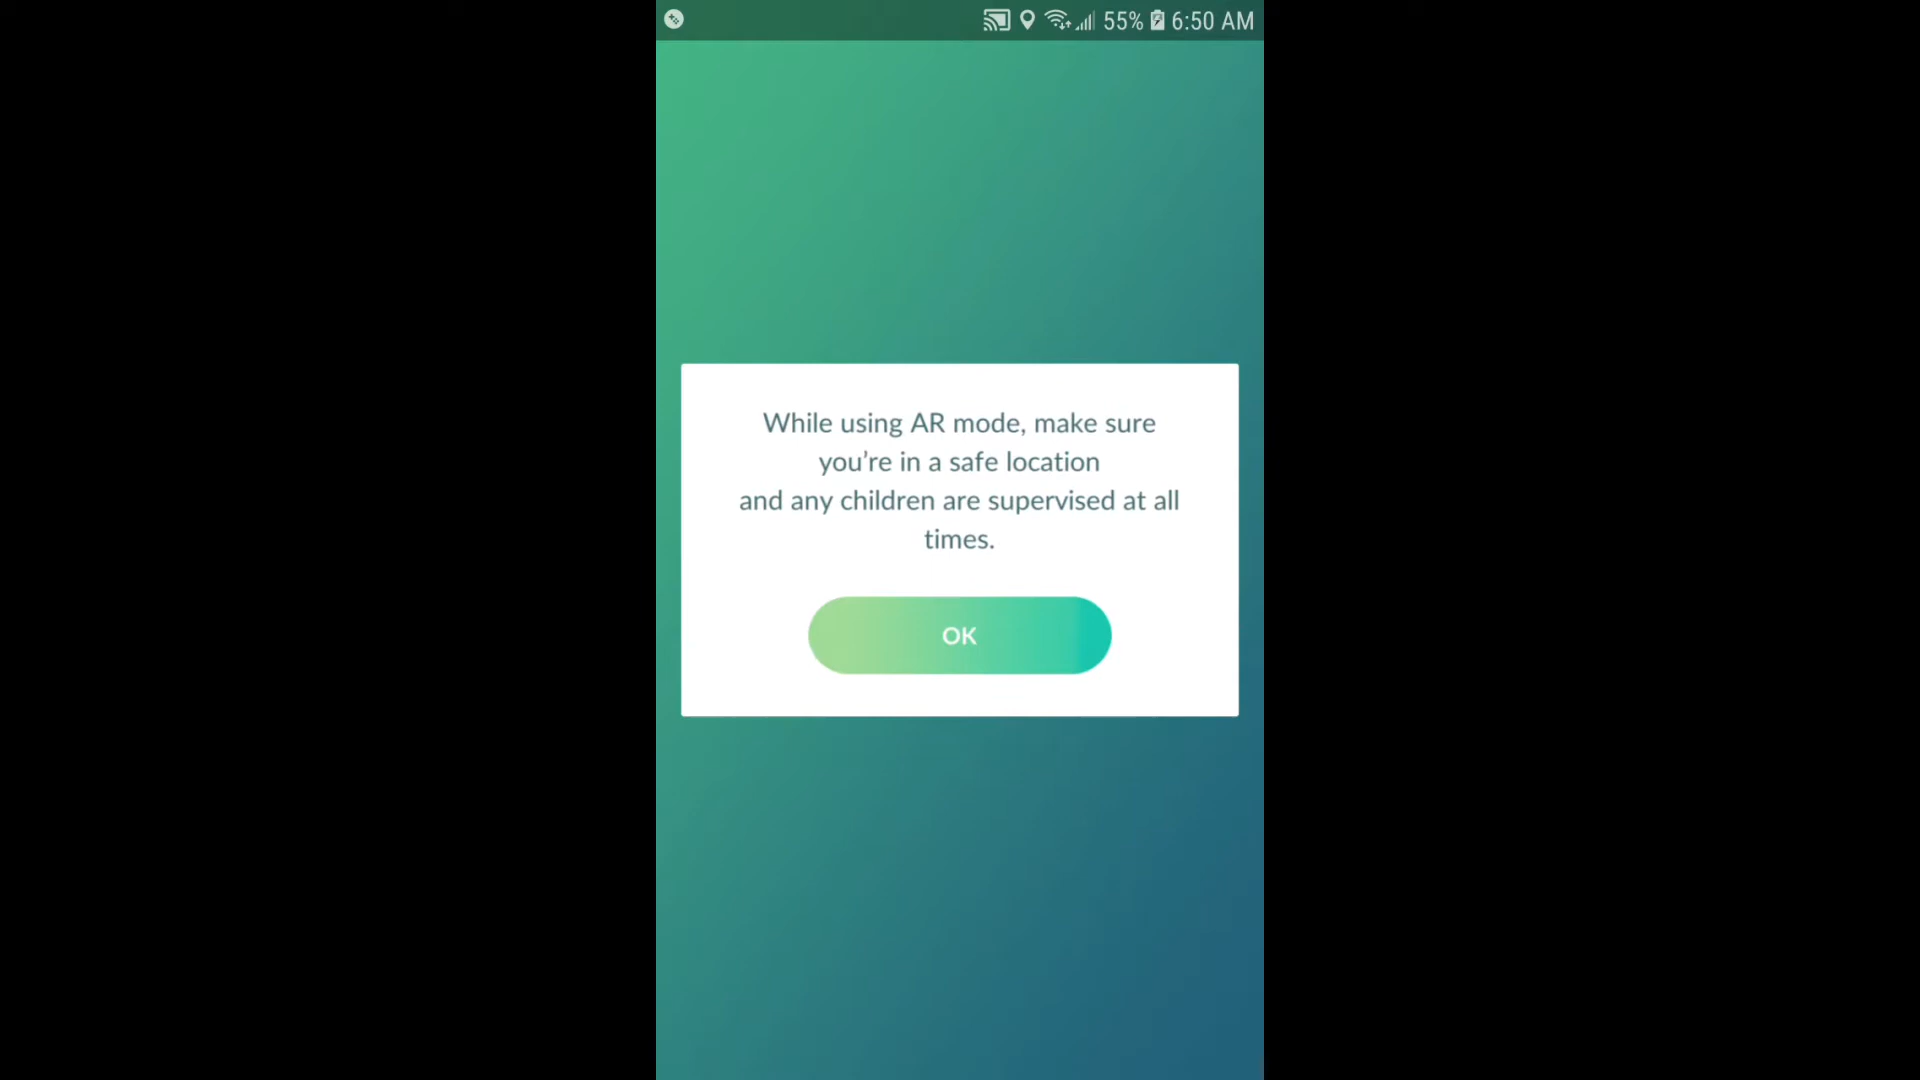 55% 6:50 AM
While using AR mode, make sure
you’re in a safe location
and any children are supervised at all
times.
OK